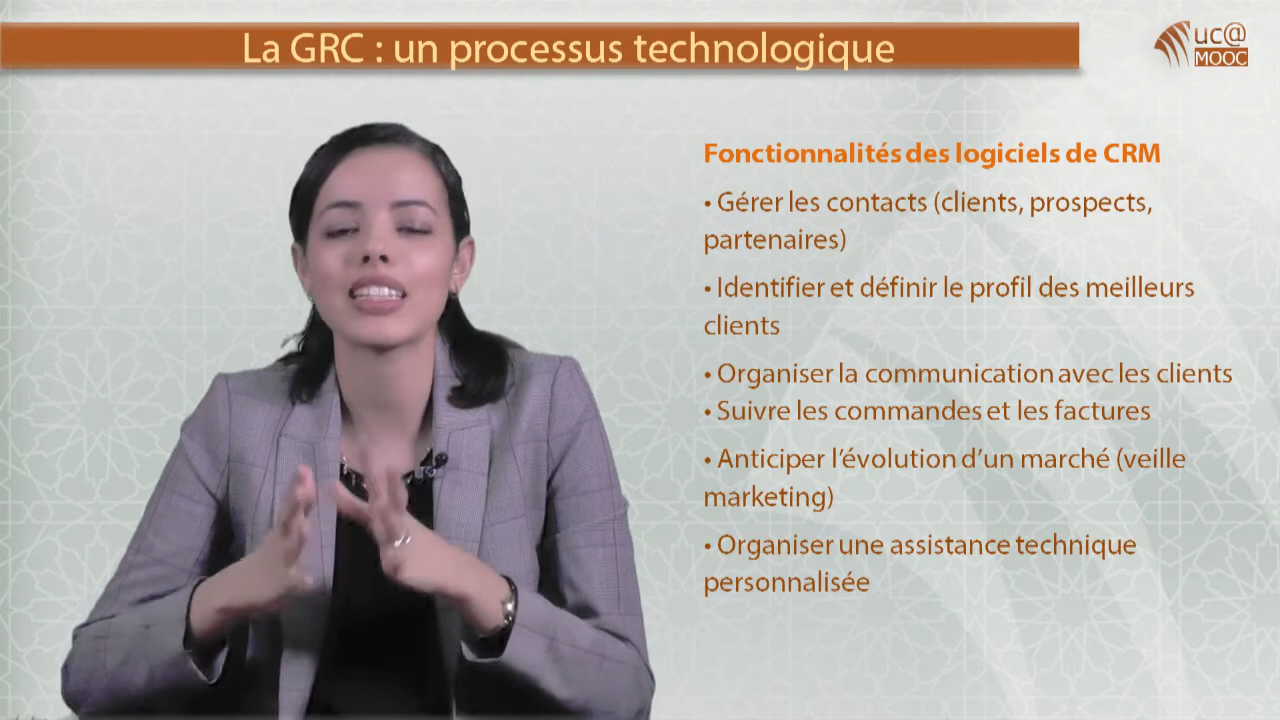 La GRC : un processus technologique
uc@
MOOC
Fonctionnalités des logiciels de CRM
• Gérer les contacts (clients, prospects,
partenaires)
• Identifier et définir le profil des meilleurs
clients
• Organiser la communication avec les clients
• Suivre les commandes et les factures
• Anticiper l’évolution d’un marché (veille
marketing)
• Organiser une assistance technique
personnalisée